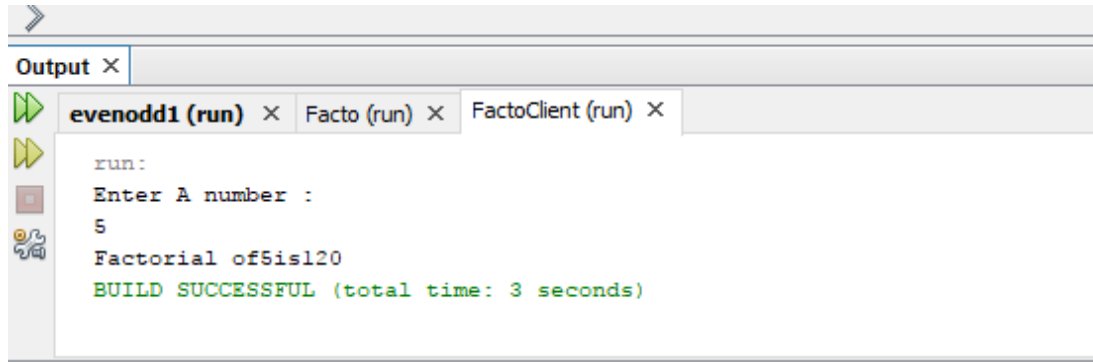 Output
evenodd1 (run) Facto (run) FactoClient (run)
run:
Enter A number :
5
Factorial of5is120
BUILD SUCCESSFUL (total time: 3 seconds)